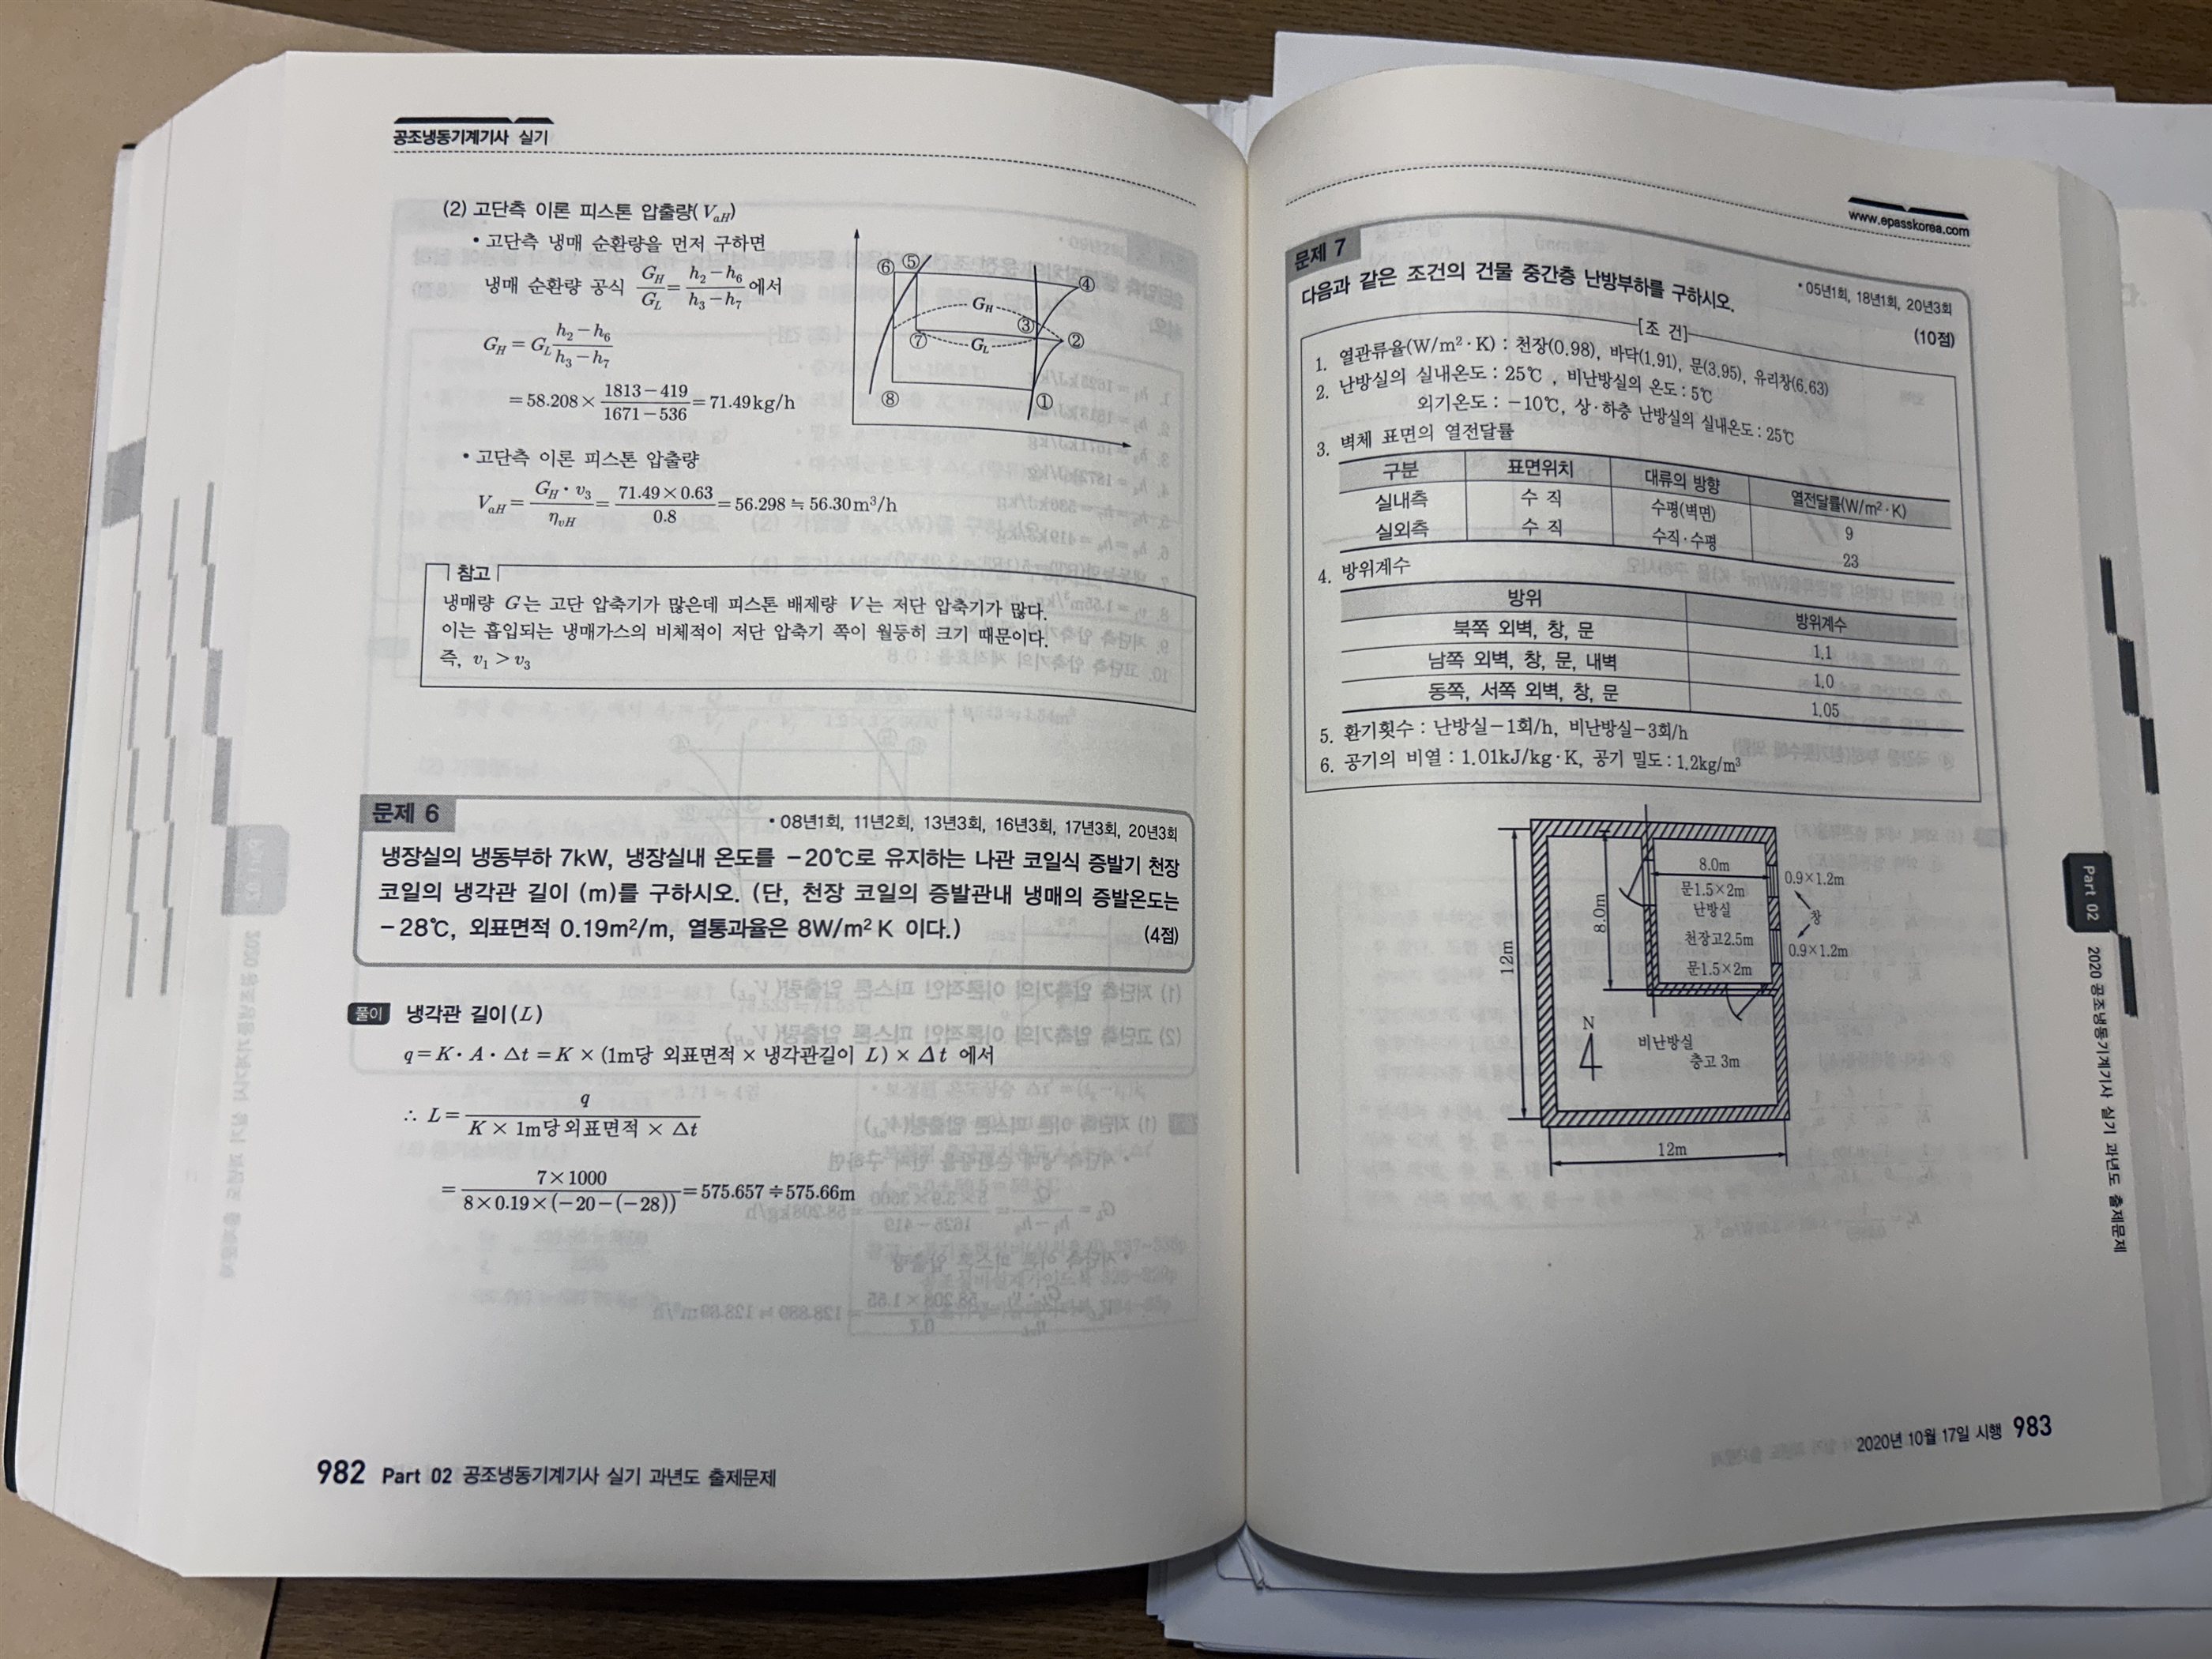 공조냉동기계기사 실기
(2) 고단측 이론 피스톤 압출량(V_aH)
• 고단측 냉매 순환량을 먼저 구하면
냉매 순환량 공식 G_H/G_L = (h₂−h₆)/(h₃−h₇) 에서
G_H = G_L (h₂−h₆)/(h₃−h₇)
= 58.208 × (1813−419)/(1671−536) = 71.49kg/h
• 고단측 이론 피스톤 압출량
V_aH = (G_H · v₃)/η_vH = (71.49×0.63)/0.8 = 56.298 ≒ 56.30m³/h
⑥ ⑤ ④
G_H
③
⑦ G_L ②
⑧ ①
참고
냉매량 G는 고단 압축기가 많은데 피스톤 배제량 V는 저단 압축기가 많다.
이는 흡입되는 냉매가스의 비체적이 저단 압축기 쪽이 월등히 크기 때문이다.
즉, v₁ > v₃
문제 6
• 08년1회, 11년2회, 13년3회, 16년3회, 17년3회, 20년3회
냉장실의 냉동부하 7kW, 냉장실내 온도를 −20℃로 유지하는 나관 코일식 증발기 천장
코일의 냉각관 길이 (m)를 구하시오. (단, 천장 코일의 증발관내 냉매의 증발온도는
−28℃, 외표면적 0.19m²/m, 열통과율은 8W/m² K 이다.)
(4점)
풀이 냉각관 길이(L)
q = K · A · Δt = K × (1m당 외표면적 × 냉각관길이 L) × Δt 에서
∴ L = q/(K × 1m당외표면적 × Δt)
= (7×1000)/(8×0.19×(−20−(−28))) = 575.657 ≑ 575.66m
982 Part 02 공조냉동기계기사 실기 과년도 출제문제
www.epasskorea.com
문제 7
• 05년1회, 18년1회, 20년3회
다음과 같은 조건의 건물 중간층 난방부하를 구하시오.
(10점)
[조 건]
1. 열관류율(W/m² · K) : 천장(0.98), 바닥(1.91), 문(3.95), 유리창(6.63)
2. 난방실의 실내온도 : 25℃ , 비난방실의 온도 : 5℃
외기온도 : −10℃, 상·하층 난방실의 실내온도 : 25℃
3. 벽체 표면의 열전달률
구분 표면위치 대류의 방향 열전달률(W/m² · K)
실내측 수 직 수평(벽면) 9
실외측 수 직 수직·수평 23
4. 방위계수
방위 방위계수
북쪽 외벽, 창, 문 1.1
남쪽 외벽, 창, 문, 내벽 1.0
동쪽, 서쪽 외벽, 창, 문 1.05
5. 환기횟수 : 난방실−1회/h, 비난방실−3회/h
6. 공기의 비열 : 1.01kJ/kg · K, 공기 밀도 : 1.2kg/m³
8.0m
문1.5×2m
난방실
천장고2.5m
문1.5×2m
0.9×1.2m
창
0.9×1.2m
8.0m
12m
N
비난방실
층고 3m
12m
Part 02
2020 공조냉동기계기사 실기 과년도 출제문제
2020년 10월 17일 시행 983